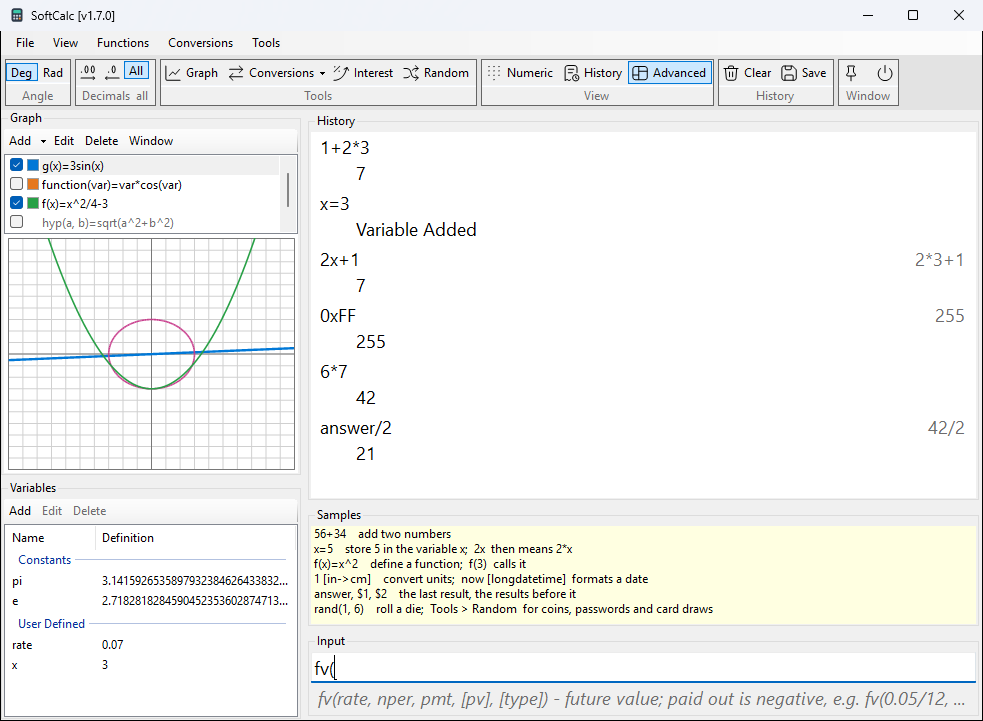 SoftCalc [v1.7.0]
File View Functions Conversions Tools
Deg Rad
Angle
.00 .0 All
Decimals all
Graph Conversions Interest Random
Tools
Numeric History Advanced
View
Clear Save
History
Window
Graph
Add Edit Delete Window
g(x)=3sin(x)
function(var)=var*cos(var)
f(x)=x^2/4-3
hyp(a, b)=sqrt(a^2+b^2)
Variables
Add Edit Delete
Name Definition
Constants
pi 3.1415926535897932384626433832...
e 2.7182818284590452353602874713...
User Defined
rate 0.07
x 3
History
1+2*3
7
x=3
Variable Added
2x+1 2*3+1
7
0xFF 255
255
6*7
42
answer/2 42/2
21
Samples
56+34 add two numbers
x=5 store 5 in the variable x; 2x then means 2*x
f(x)=x^2 define a function; f(3) calls it
1 [in->cm] convert units; now [longdatetime] formats a date
answer, $1, $2 the last result, the results before it
rand(1, 6) roll a die; Tools > Random for coins, passwords and card draws
Input
fv(
fv(rate, nper, pmt, [pv], [type]) - future value; paid out is negative, e.g. fv(0.05/12, ...